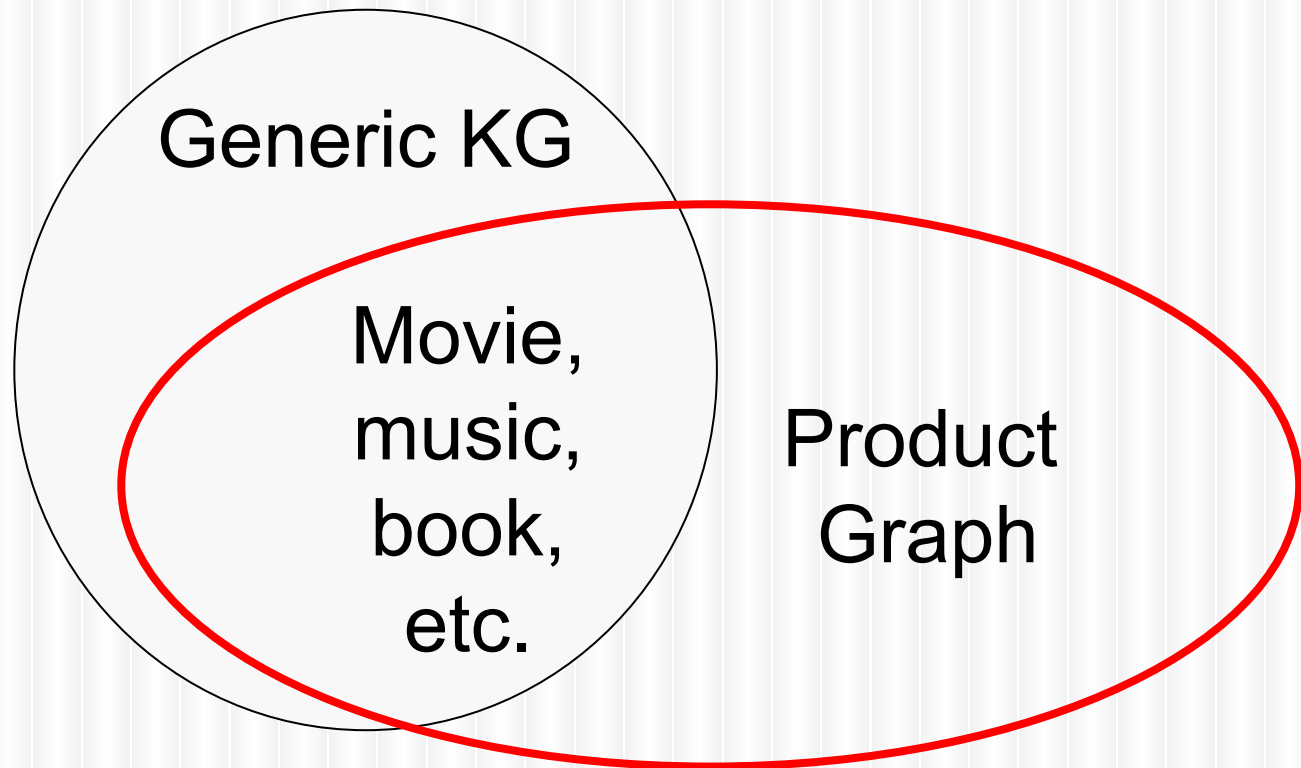 Generic KG
Movie,
music,
book,
etc.
Product
Graph